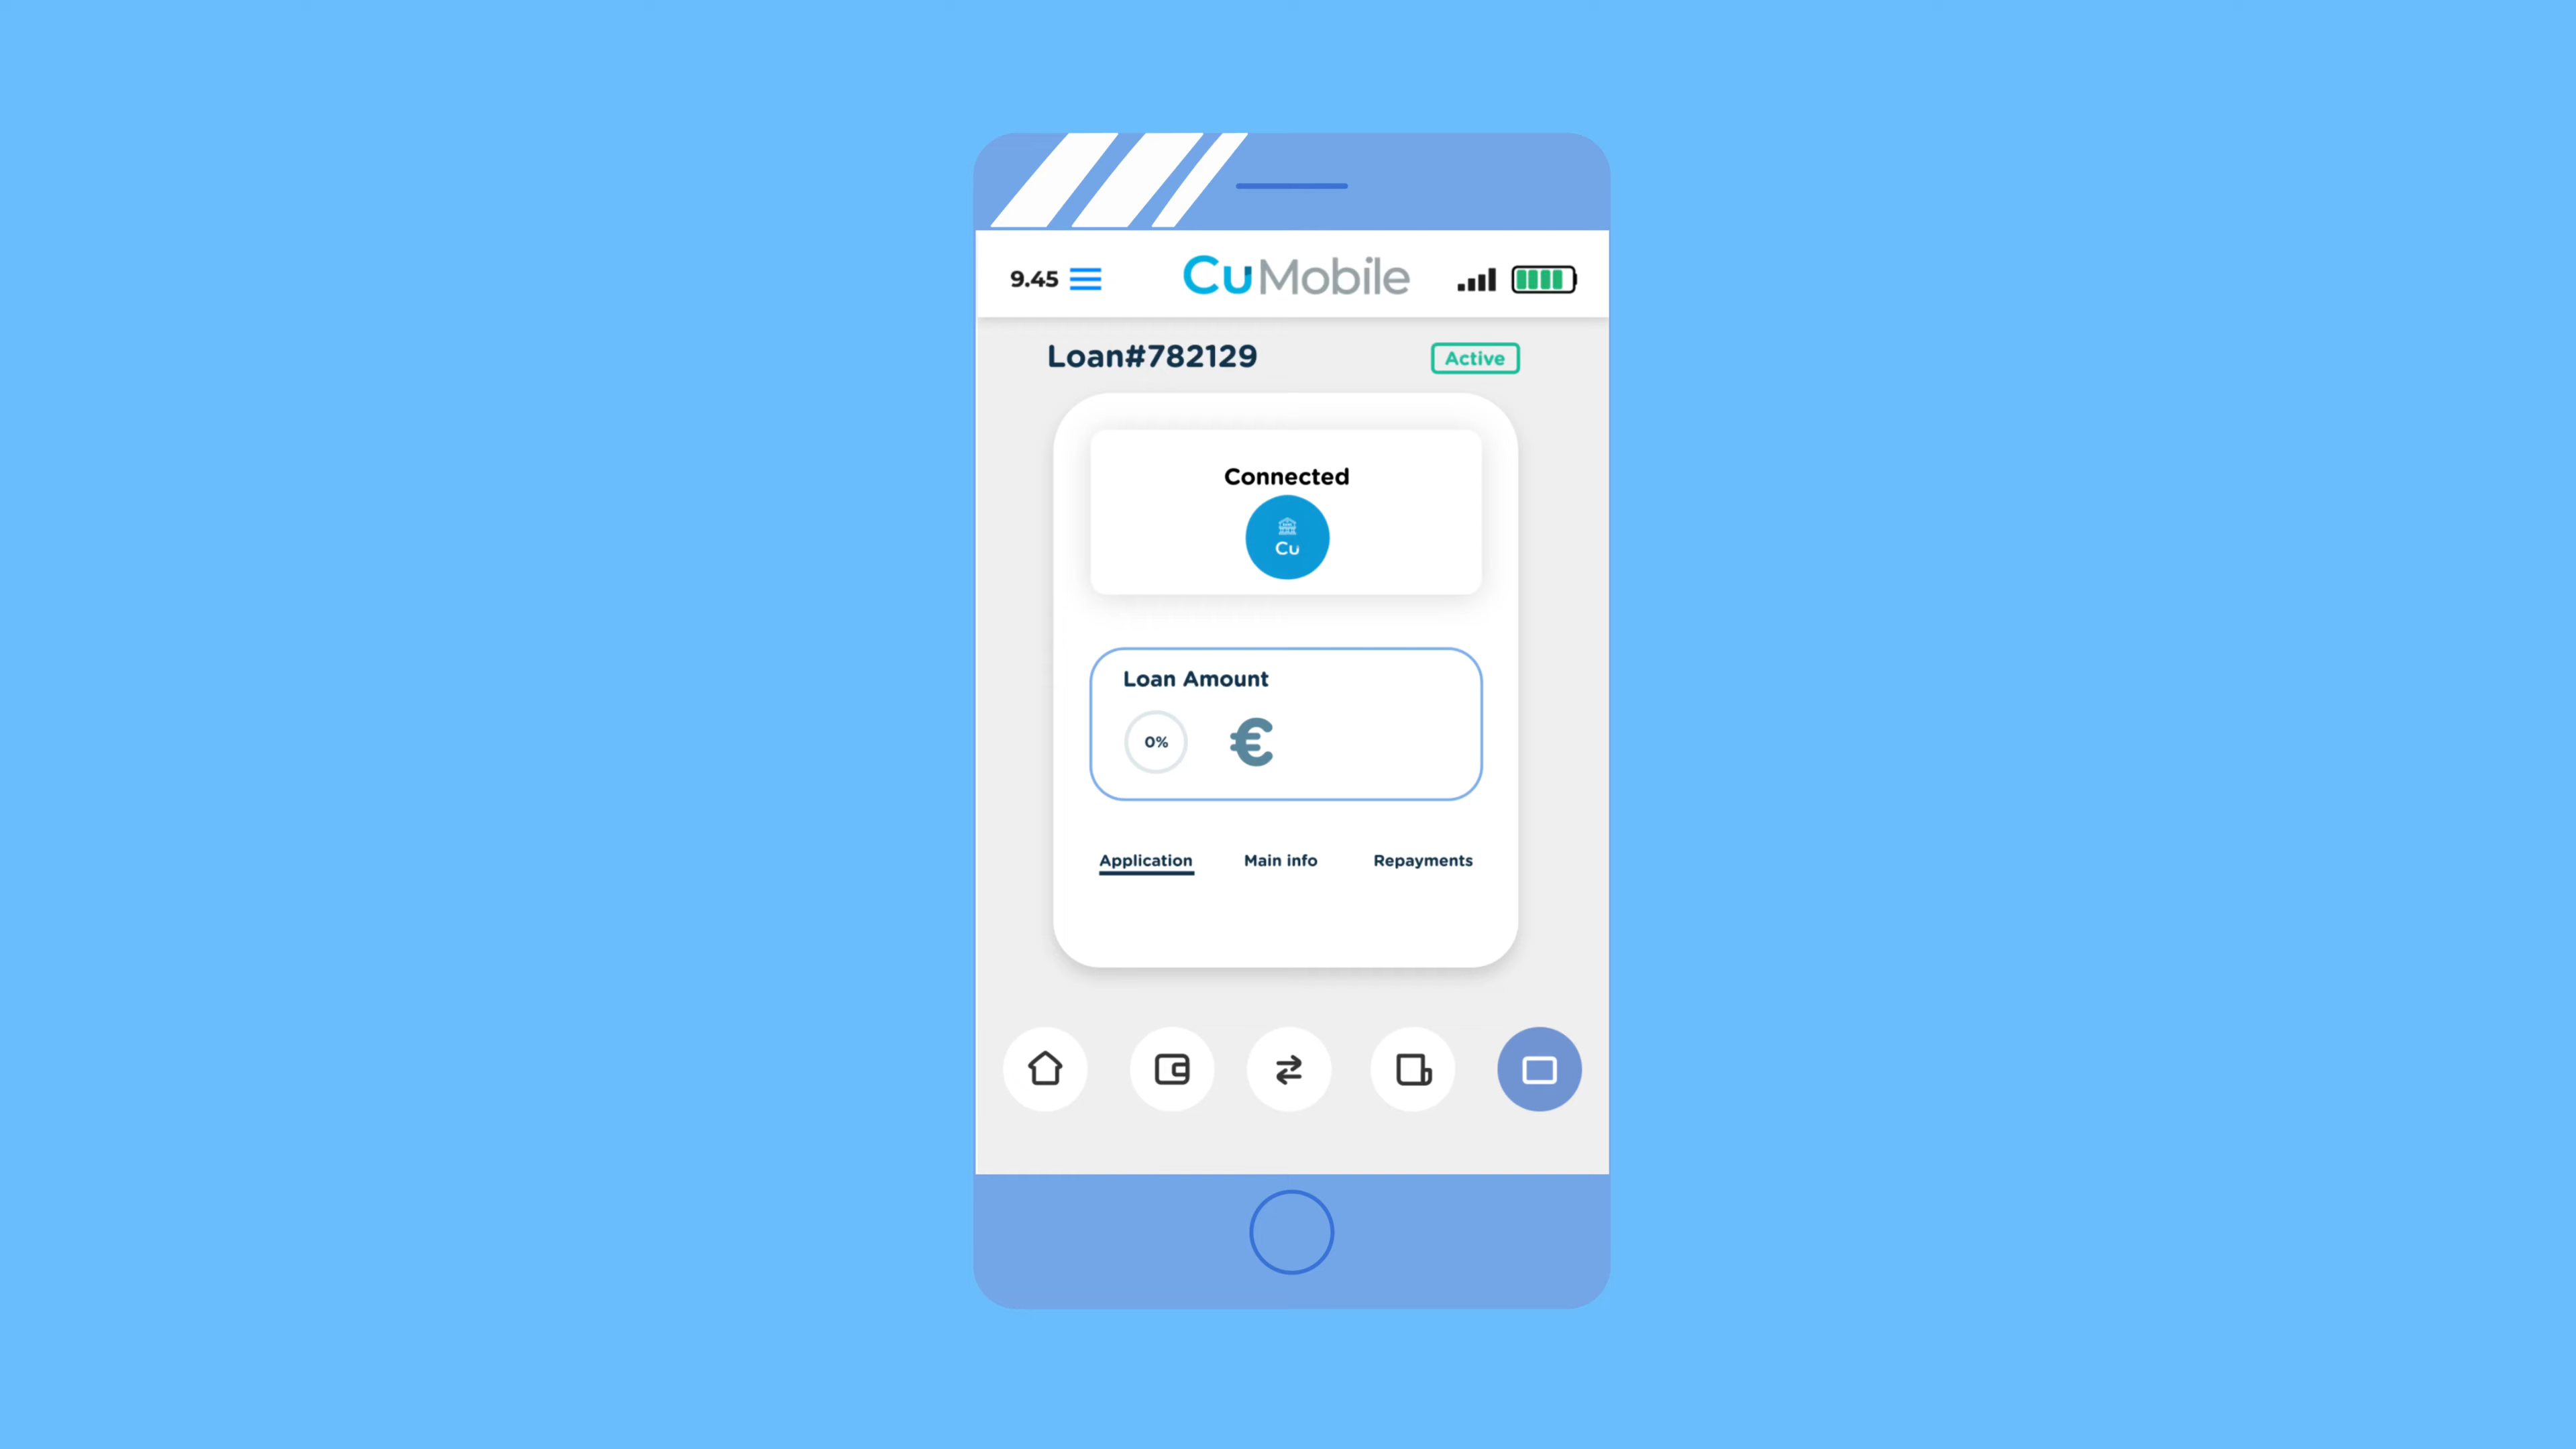 9.45 CuMobile
Loan#782129 Active
Connected
Cu
Loan Amount
0% €
Application Main info Repayments